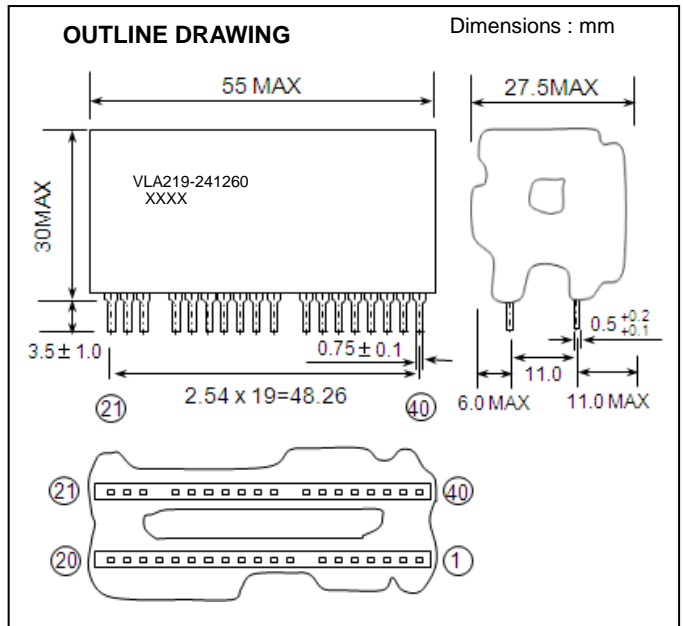 OUTLINE DRAWING
Dimensions : mm
55 MAX
27.5MAX
30MAX
VLA219-241260
XXXX
3.5 ± 1.0
0.75 ± 0.1
0.5 +0.2 +0.1
11.0
6.0 MAX
11.0 MAX
2.54 x 19=48.26
21
40
21
40
20
1